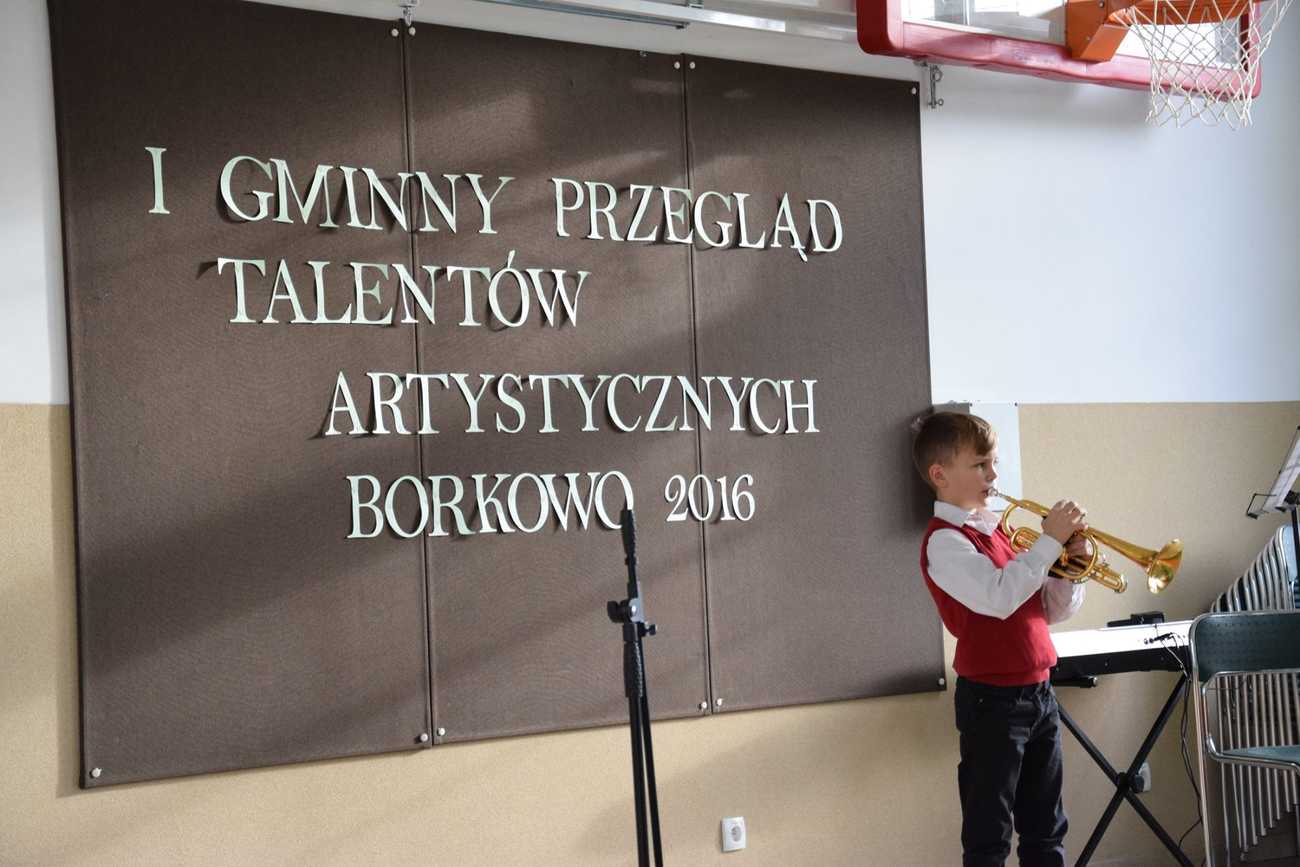 I GMINNY PRZEGLĄD
TALENTÓW
ARTYSTYCZNYCH
BORKOWO 2016